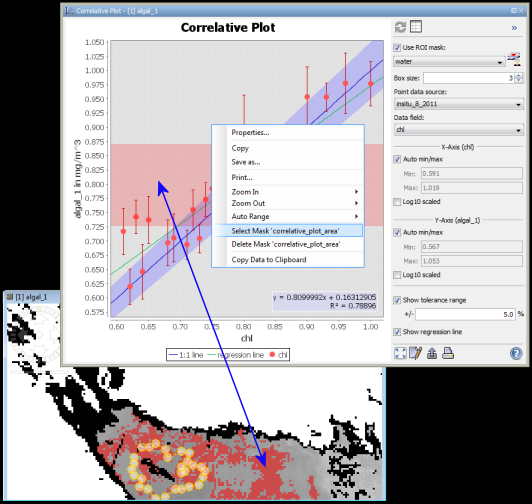 Correlative Plot - [1] algal_1
Correlative Plot
1.050
1.025
1.000
0.975
0.950
0.925
0.900
0.875
0.850
0.825
0.800
0.775
0.750
0.725
0.700
0.675
0.650
0.625
0.600
0.575
algal_1 in mg/m^3
0.60
0.65
0.70
0.75
0.80
0.85
0.90
0.95
1.00
chl
y = 0.8099992x + 0.16312905
R² = 0.78896
1:1 line
regression line
chl
Properties...
Copy
Save as...
Print...
Zoom In
Zoom Out
Auto Range
Select Mask 'correlative_plot_area'
Delete Mask 'correlative_plot_area'
Copy Data to Clipboard
»
Use ROI mask:
water
Box size:
3
Point data source:
insitu_8_2011
Data field:
chl
X-Axis (chl)
Auto min/max
Min:
0.591
Max:
1.019
Log10 scaled
Y-Axis (algal_1)
Auto min/max
Min:
0.567
Max:
1.053
Log10 scaled
Show tolerance range
+/-
5.0
%
Show regression line
?
[1] algal_1